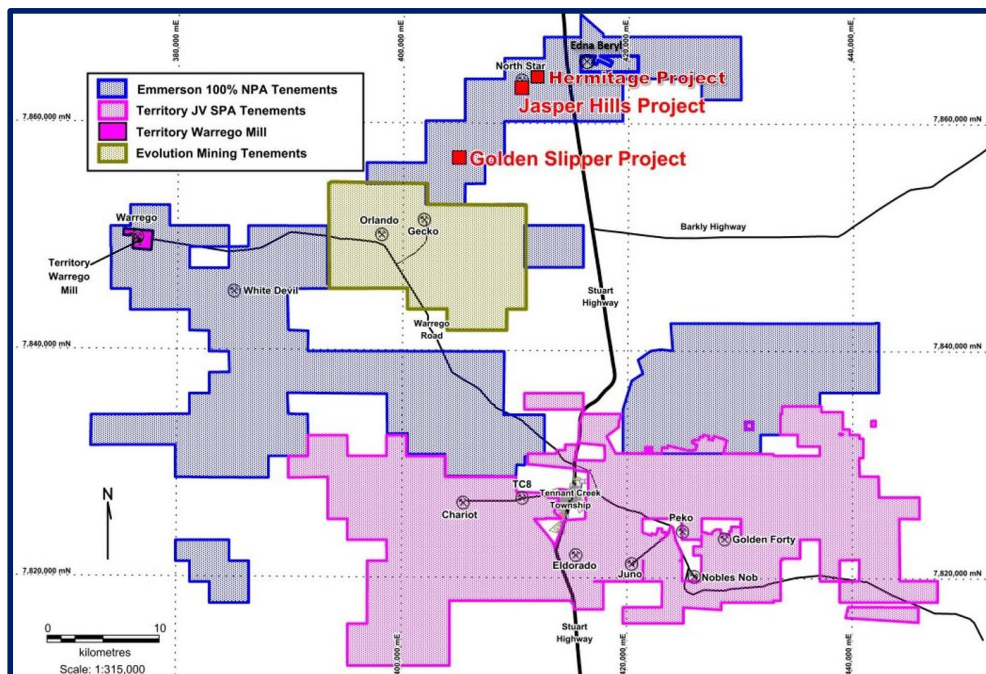 380,000 mE
400,000 mE
420,000 mE
440,000 mE
Edna Beryl
North Star
Hermitage Project
Jasper Hills Project
Golden Slipper Project
Emmerson 100% NPA Tenements
Territory JV SPA Tenements
Territory Warrego Mill
Evolution Mining Tenements
7,860,000 mN
7,860,000 mN
Warrego
Orlando
Gecko
Barkly Highway
Territory
Warrego
Mill
White Devil
Stuart
Highway
Warrego
Road
7,840,000 mN
7,840,000 mN
TC8
Tennant Creek
Township
Chariot
Peko
Golden Forty
Eldorado
Juno
Nobles Nob
7,820,000 mN
7,820,000 mN
N
Stuart
Highway
0
10
kilometres
Scale: 1:315,000
400,000 mE
420,000 mE
440,000 mE